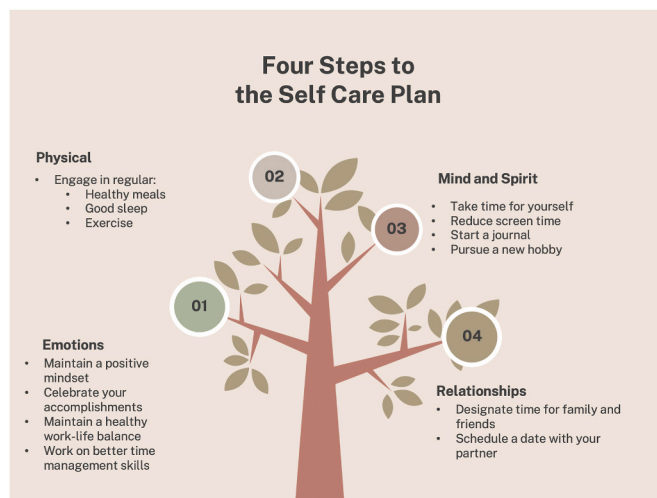 Four Steps to
the Self Care Plan
Physical
• Engage in regular:
• Healthy meals
• Good sleep
• Exercise
02
Mind and Spirit
• Take time for yourself
• Reduce screen time
• Start a journal
• Pursue a new hobby
03
01
Emotions
• Maintain a positive
mindset
• Celebrate your
accomplishments
• Maintain a healthy
work-life balance
• Work on better time
management skills
04
Relationships
• Designate time for family and
friends
• Schedule a date with your
partner